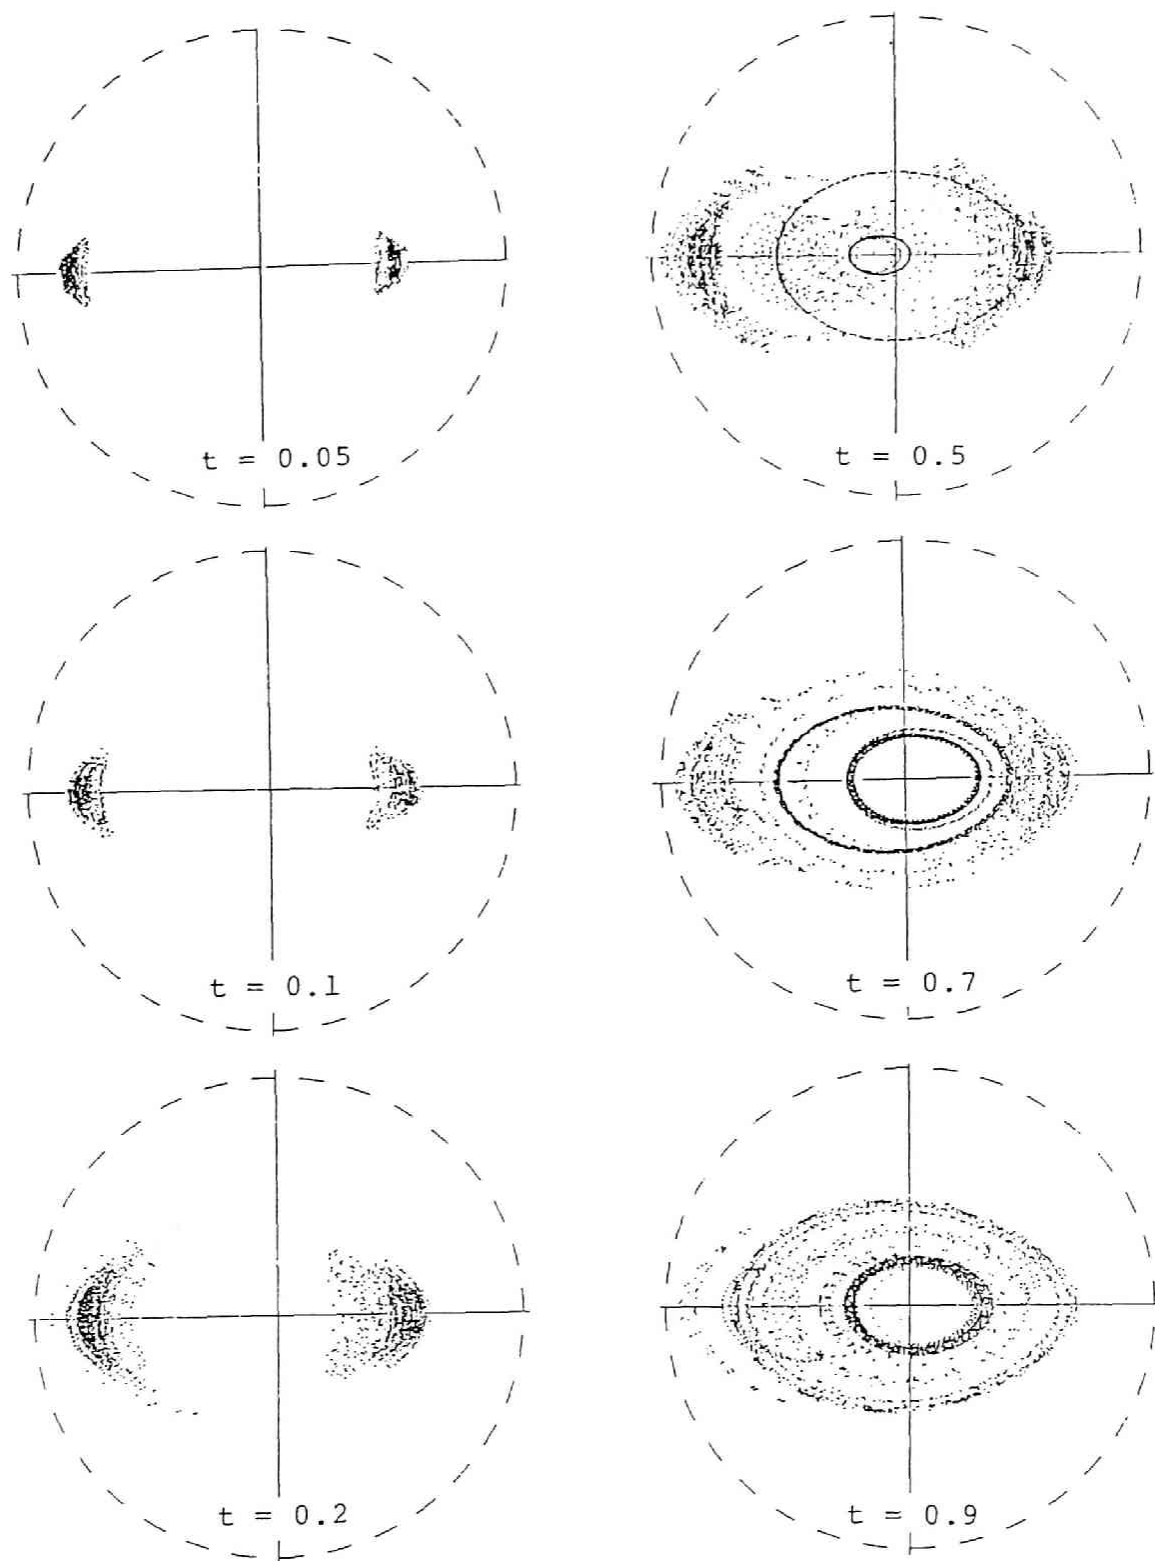 t = 0.05
t = 0.1
t = 0.2
t = 0.5
t = 0.7
t = 0.9